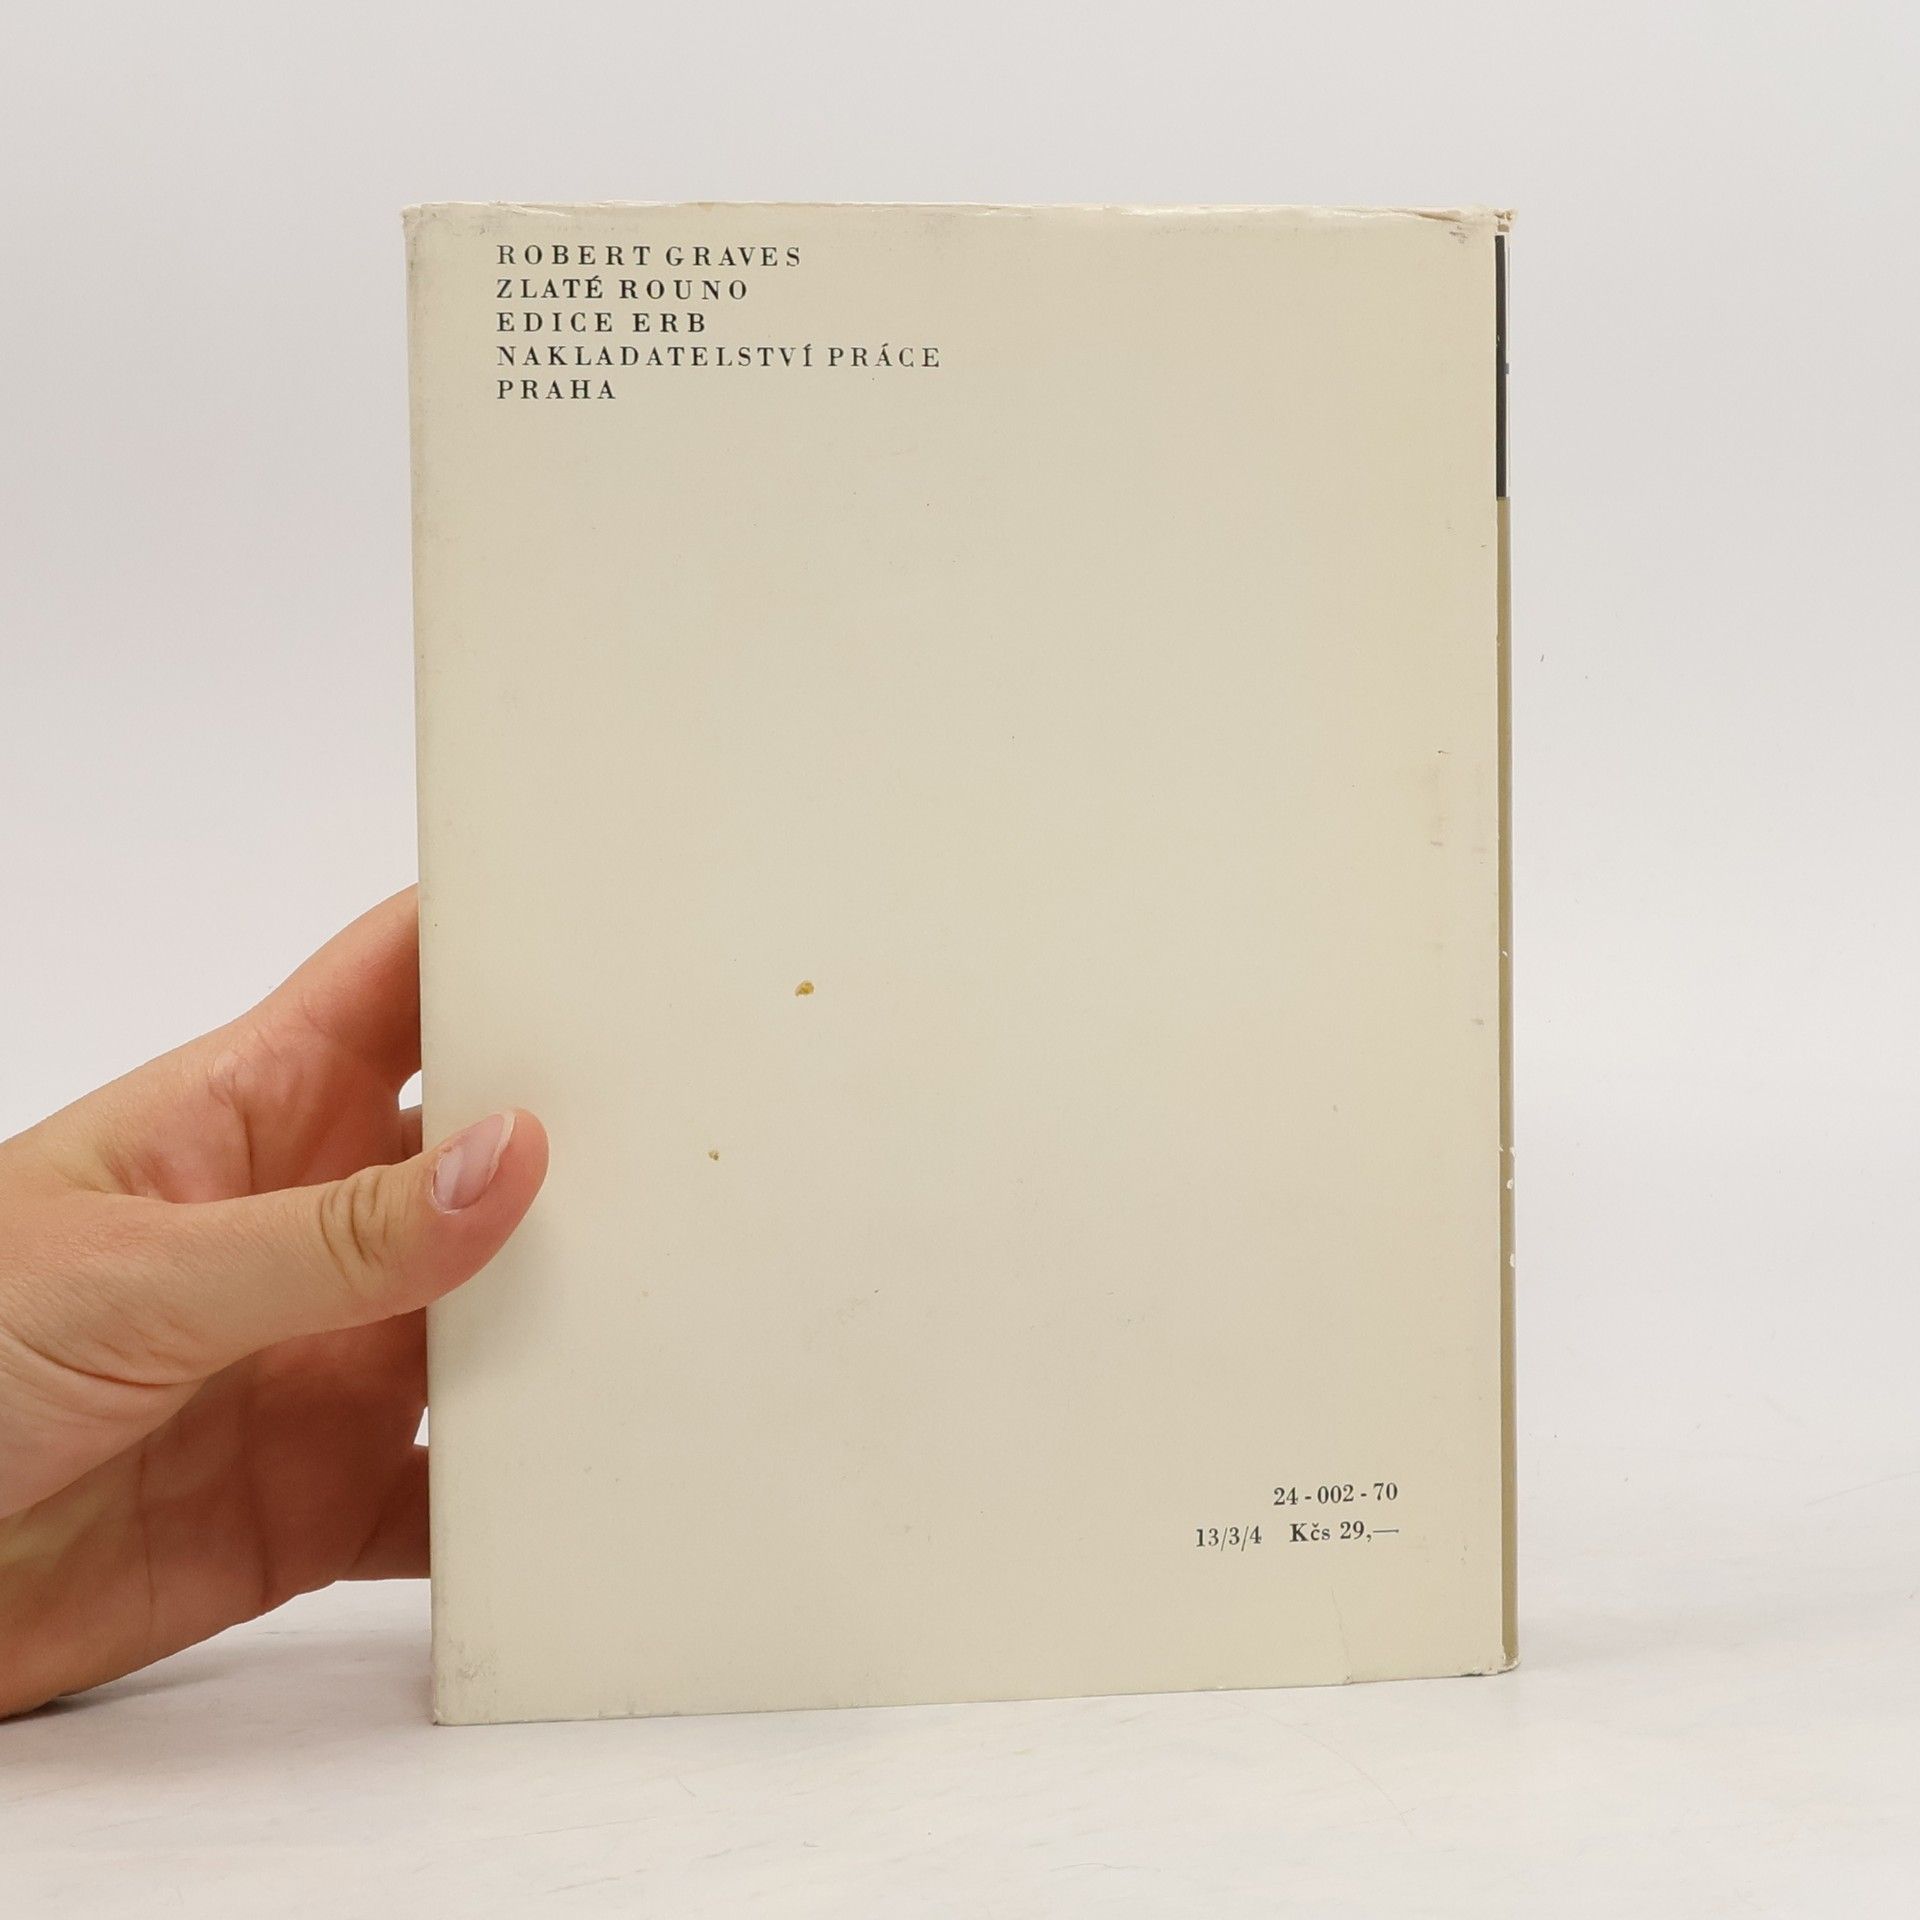 ROBERT GRAVES
ZLATÉ ROUNO
EDICE ERB
NAKLADATELSTVÍ PRÁCE
PRAHA
24-002-70
13/3/4 Kčs 29,—